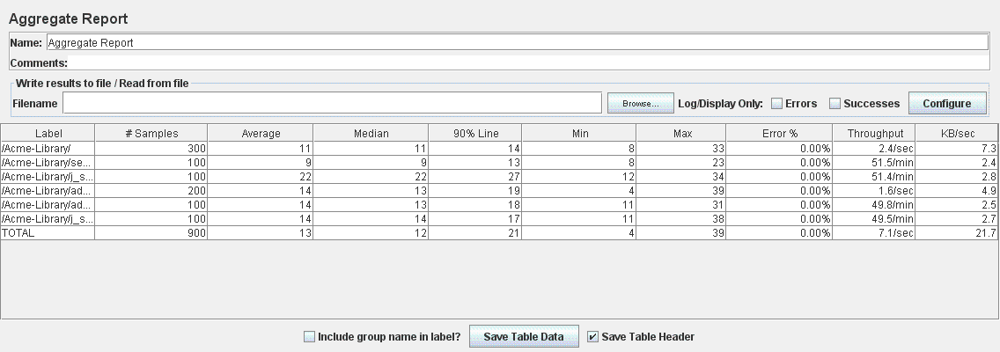 Aggregate Report
Name: Aggregate Report
Comments:
Write results to file / Read from file
Filename Browse... Log/Display Only: Errors Successes Configure
Label # Samples Average Median 90% Line Min Max Error % Throughput KB/sec
/Acme-Library/ 300 11 11 14 8 33 0.00% 2.4/sec 7.3
/Acme-Library/se... 100 9 9 13 8 23 0.00% 51.5/min 2.4
/Acme-Library/j_s... 100 22 22 27 12 34 0.00% 51.4/min 2.8
/Acme-Library/ad... 200 14 13 19 4 39 0.00% 1.6/sec 4.9
/Acme-Library/ad... 100 14 13 18 11 31 0.00% 49.8/min 2.5
/Acme-Library/j_s... 100 14 14 17 11 38 0.00% 49.5/min 2.7
TOTAL 900 13 12 21 4 39 0.00% 7.1/sec 21.7
Include group name in label? Save Table Data Save Table Header